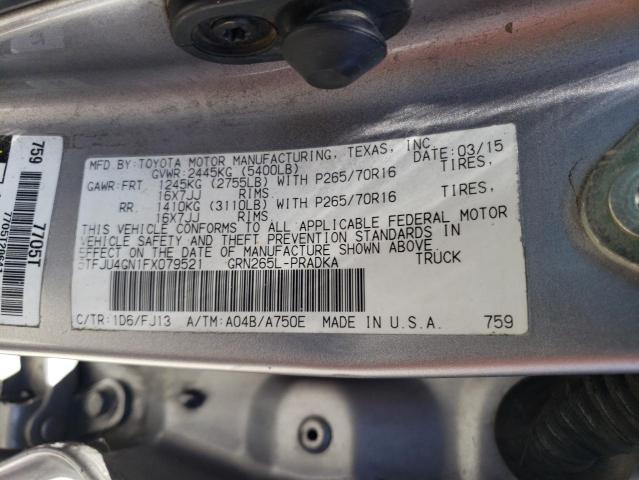 MFD.BY:TOYOTA MOTOR MANUFACTURING, TEXAS, INC.
GVWR:2445KG (5400LB) DATE:03/15
GAWR:FRT 1245KG (2755LB) WITH P265/70R16 TIRES,
16X7JJ RIMS
RR 1410KG (3110LB) WITH P265/70R16 TIRES,
16X7JJ RIMS
THIS VEHICLE CONFORMS TO ALL APPLICABLE FEDERAL MOTOR
VEHICLE SAFETY AND THEFT PREVENTION STANDARDS IN
EFFECT ON THE DATE OF MANUFACTURE SHOWN ABOVE.
5TFJU4GN1FX079521 GRN265L-PRADKA TRUCK
C/TR:1D6/FJ13 A/TM:A04B/A750E MADE IN U.S.A. 759
759
7705T